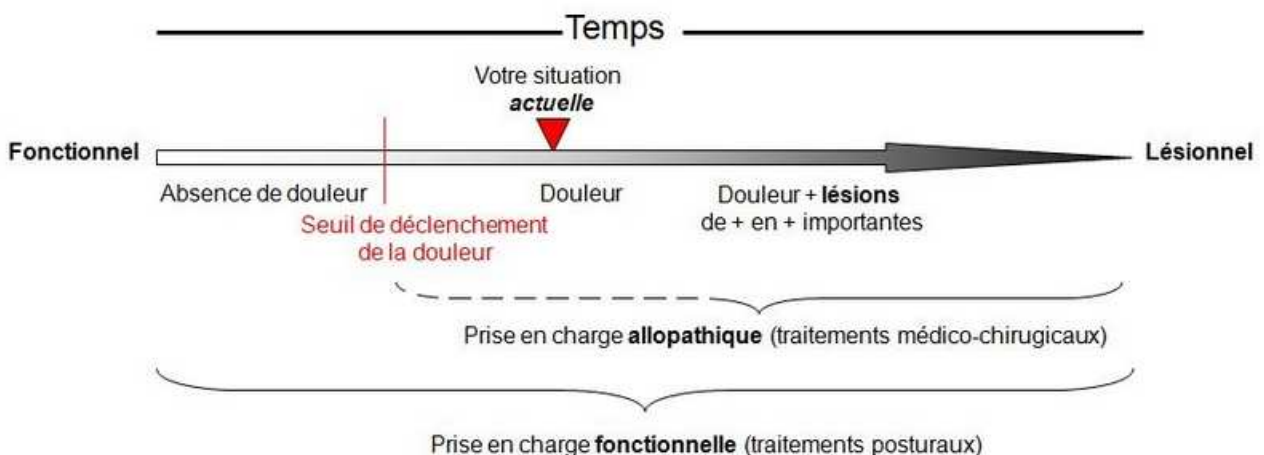 Temps
Votre situation
actuelle
Fonctionnel
Lésionnel
Absence de douleur
Douleur
Douleur + lésions
de + en + importantes
Seuil de déclenchement
de la douleur
Prise en charge allopathique (traitements médico-chirugicaux)
Prise en charge fonctionnelle (traitements posturaux)